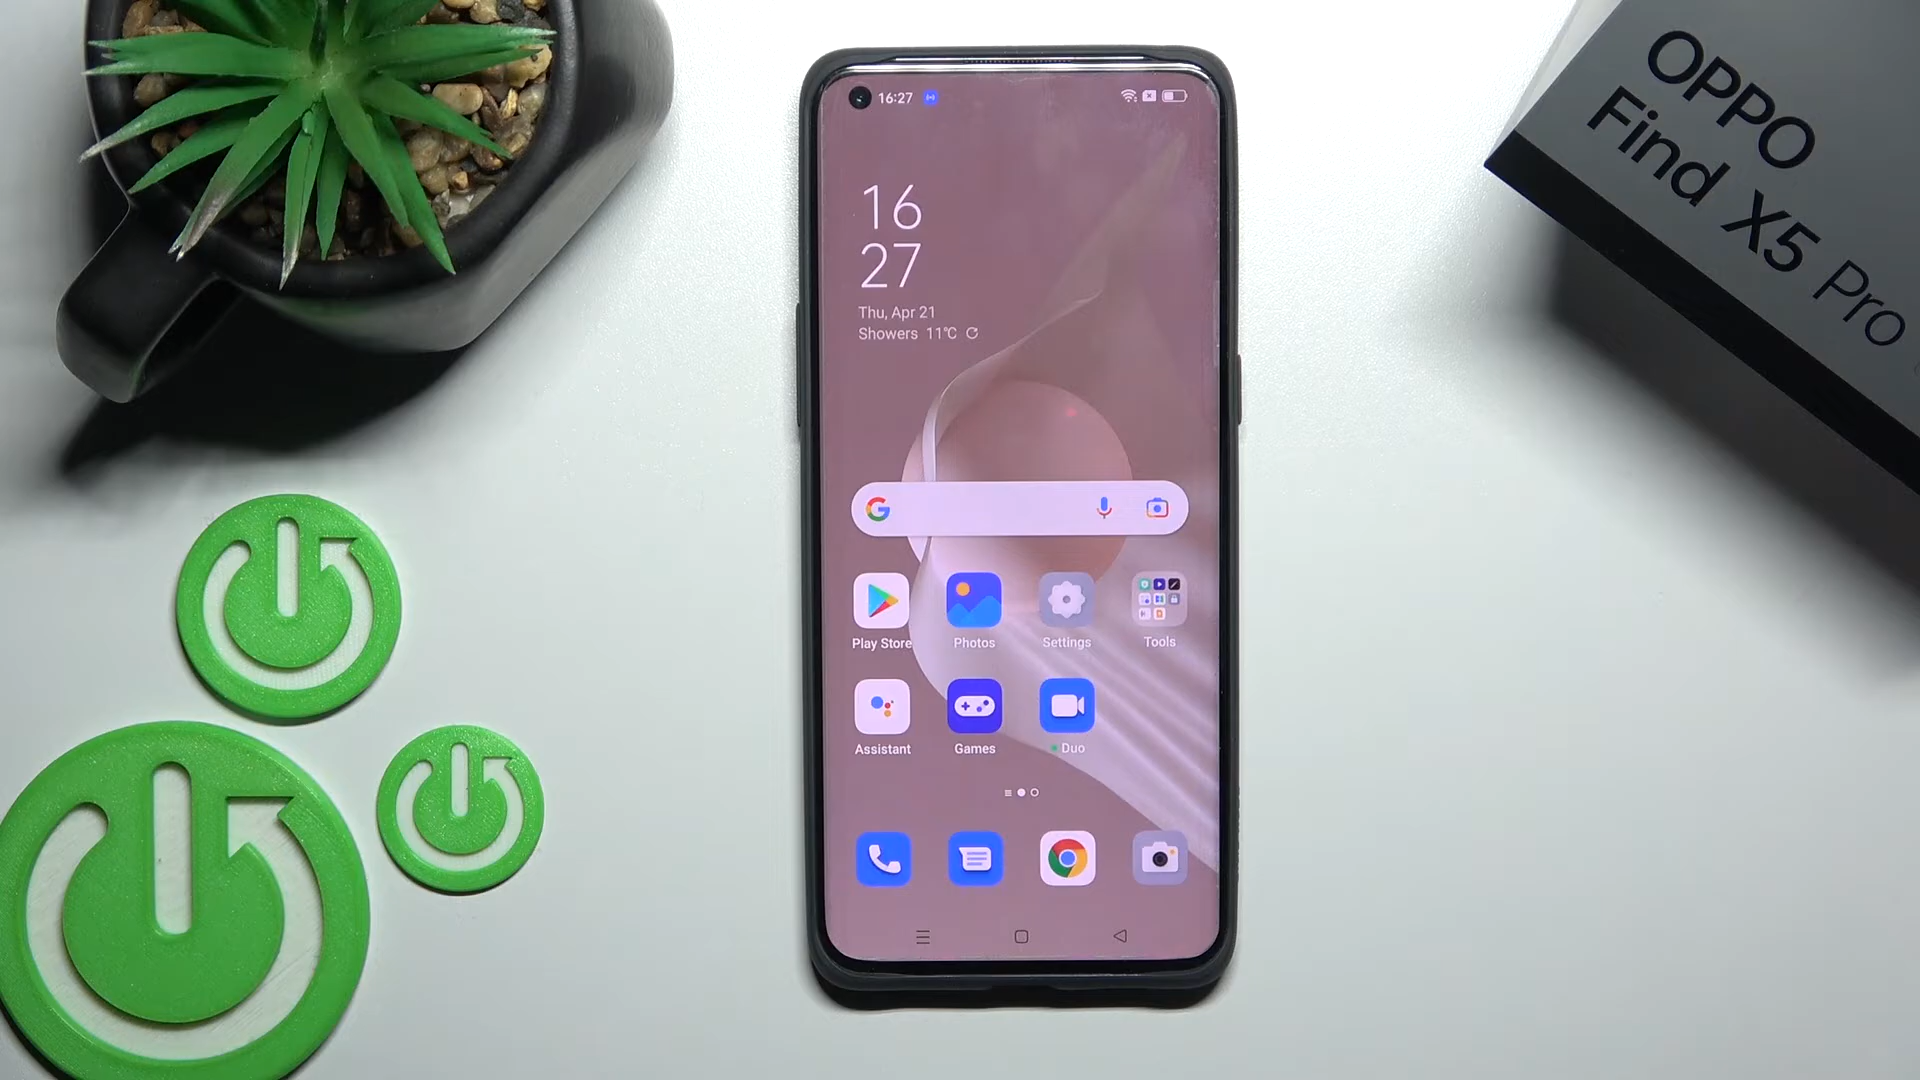 16:27
16
27
Thu, Apr 21
Showers 11°C
Play Store
Photos
Settings
Tools
Assistant
Games
Duo
OPPO
Find X5 Pro